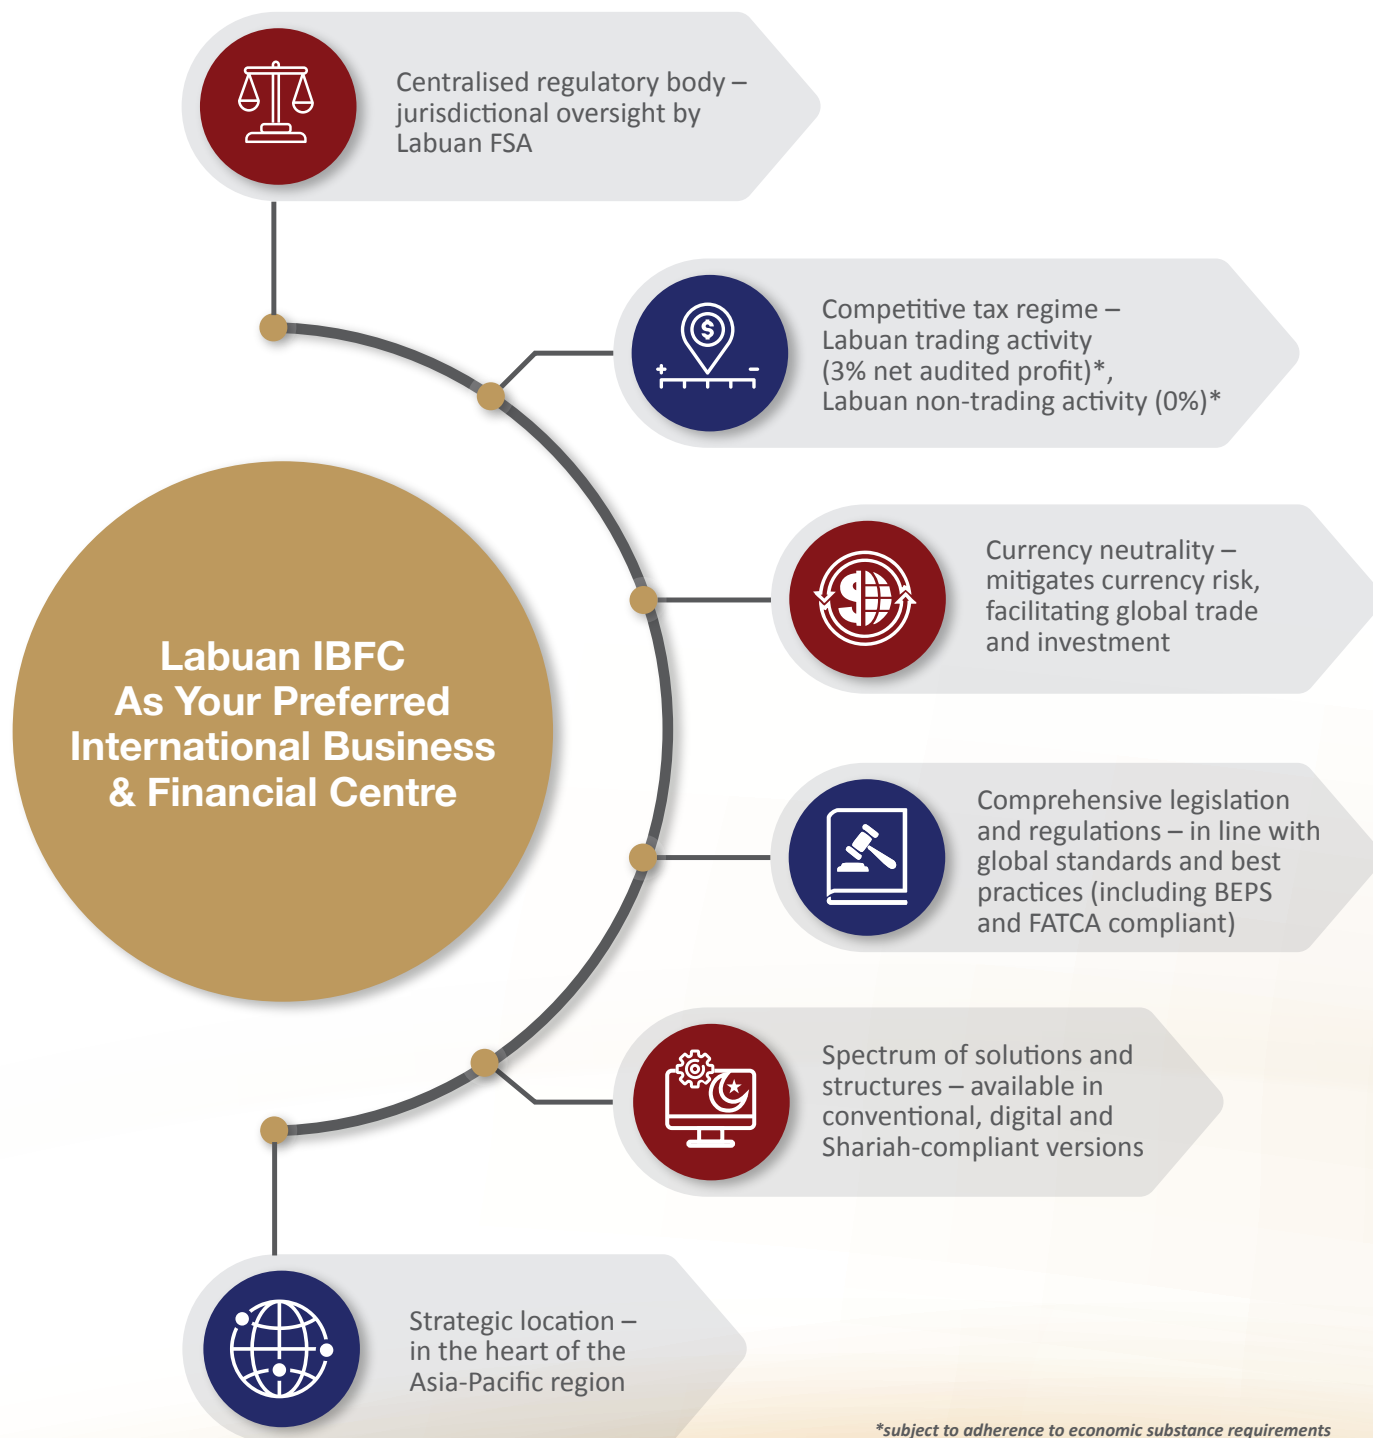 Centralised regulatory body –
jurisdictional oversight by
Labuan FSA
Competitive tax regime –
Labuan trading activity
(3% net audited profit)*,
Labuan non-trading activity (0%)*
Currency neutrality –
mitigates currency risk,
facilitating global trade
and investment
Labuan IBFC
As Your Preferred
International Business
& Financial Centre
Comprehensive legislation
and regulations – in line with
global standards and best
practices (including BEPS
and FATCA compliant)
Spectrum of solutions and
structures – available in
conventional, digital and
Shariah-compliant versions
Strategic location –
in the heart of the
Asia-Pacific region
*subject to adherence to economic substance requirements